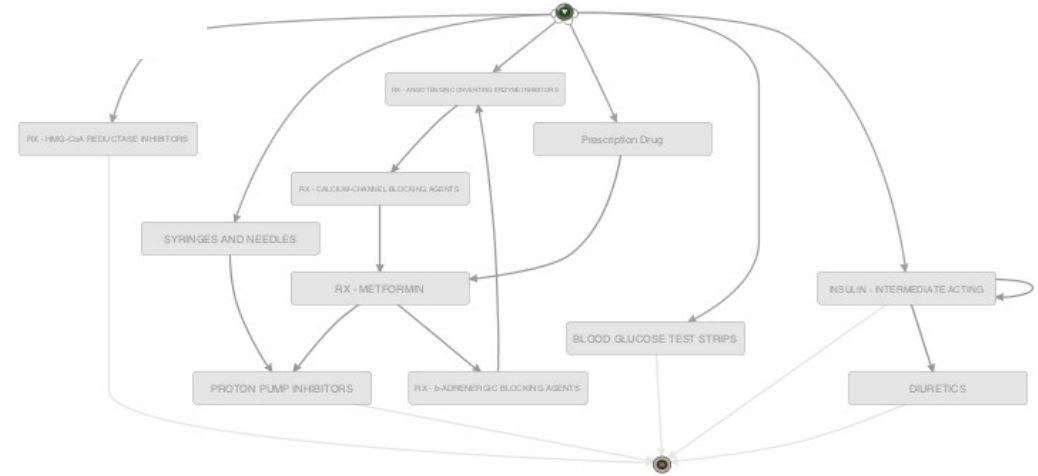 RX - ANGIOTENSIN CONVERTING ENZYME INHIBITORS
RX - HMG-CoA REDUCTASE INHIBITORS
Prescription Drug
RX - CALCIUM-CHANNEL BLOCKING AGENTS
SYRINGES AND NEEDLES
RX - METFORMIN
INSULIN - INTERMEDIATE ACTING
BLOOD GLUCOSE TEST STRIPS
PROTON PUMP INHIBITORS
RX - b-ADRENERGIC BLOCKING AGENTS
DIURETICS